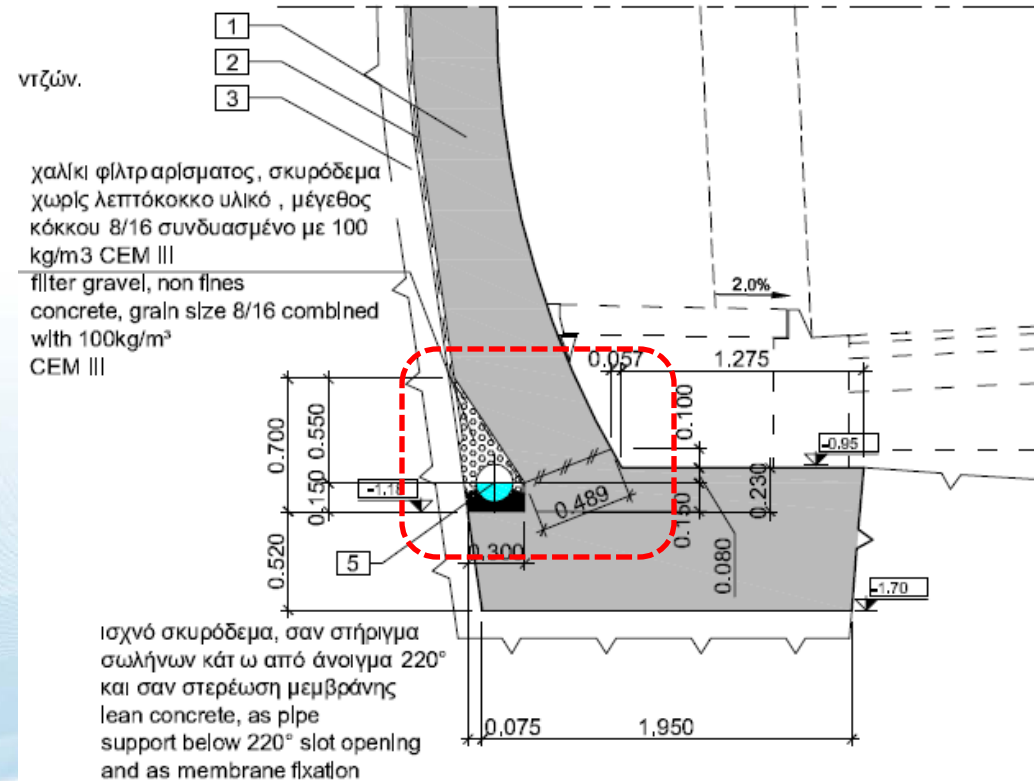 1
2
ντζών.
3
χαλίκι φίλτραρίσματος, σκυρόδεμα
χωρίς λεπτόκοκκο υλικό , μέγεθος
κόκκου 8/16 συνδυασμένο με 100
kg/m3 CEM III
filter gravel, non fines
concrete, grain size 8/16 combined
with 100kg/m³
CEM III
2,0%
0,057
1.275
0.700
0.550
0.150
0.520
0.100
-0.95
-1.18
0.489
0.150
0.230
0.080
0.300
5
-1.70
ισχνό σκυρόδεμα, σαν στήριγμα
σωλήνων κάτ ω από άνοιγμα 220°
και σαν στερέωση μεμβράνης
lean concrete, as pipe
support below 220° slot opening
and as membrane fixation
0,075
1,950